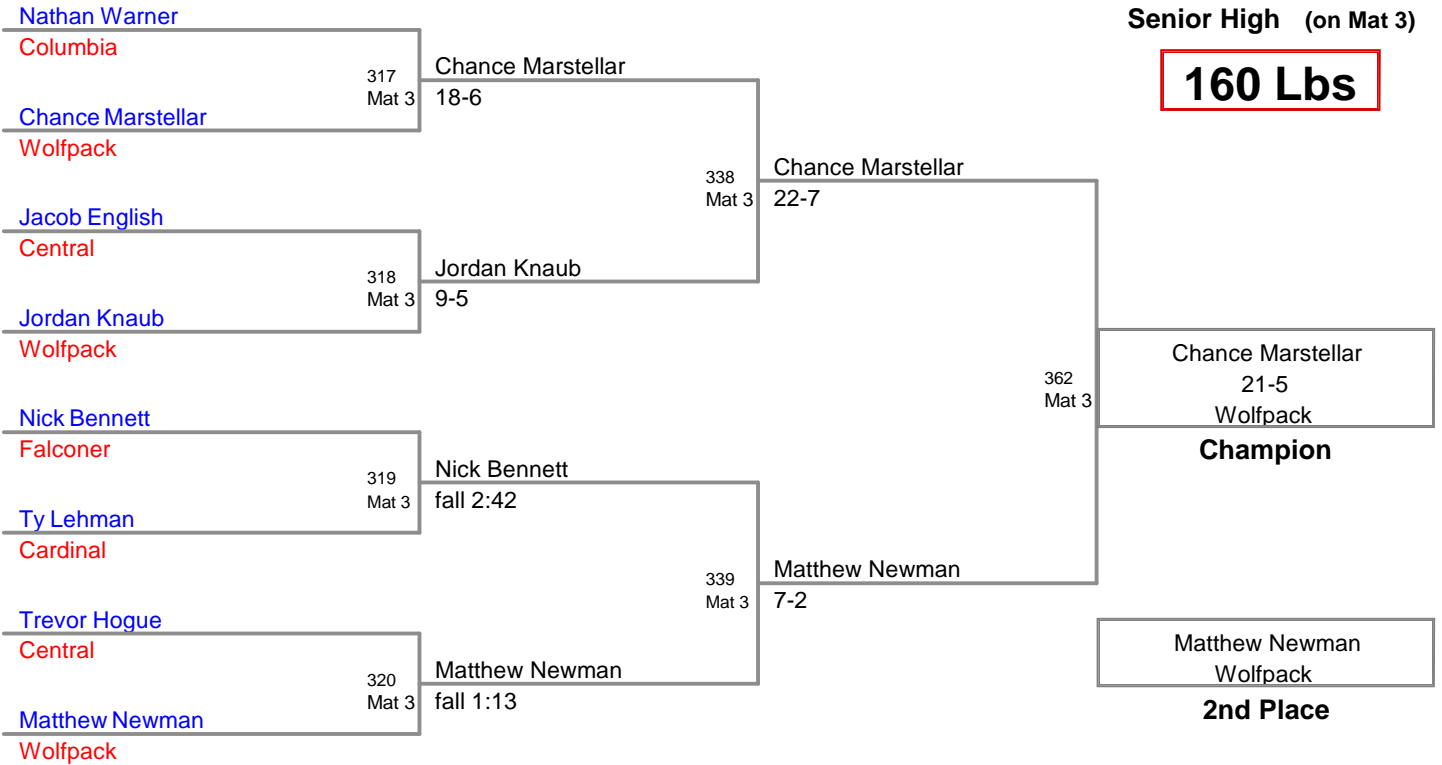 Nathan Warner
Columbia
317
Mat 3
Chance Marstellar
18-6
Chance Marstellar
Wolfpack
338
Mat 3
Chance Marstellar
22-7
Jacob English
Central
318
Mat 3
Jordan Knaub
9-5
Jordan Knaub
Wolfpack
362
Mat 3
Chance Marstellar
21-5
Wolfpack
Champion
Nick Bennett
Falconer
319
Mat 3
Nick Bennett
fall 2:42
Ty Lehman
Cardinal
339
Mat 3
Matthew Newman
7-2
Trevor Hogue
Central
320
Mat 3
Matthew Newman
fall 1:13
Matthew Newman
Wolfpack
Matthew Newman
Wolfpack
2nd Place
Senior High (on Mat 3)
160 Lbs